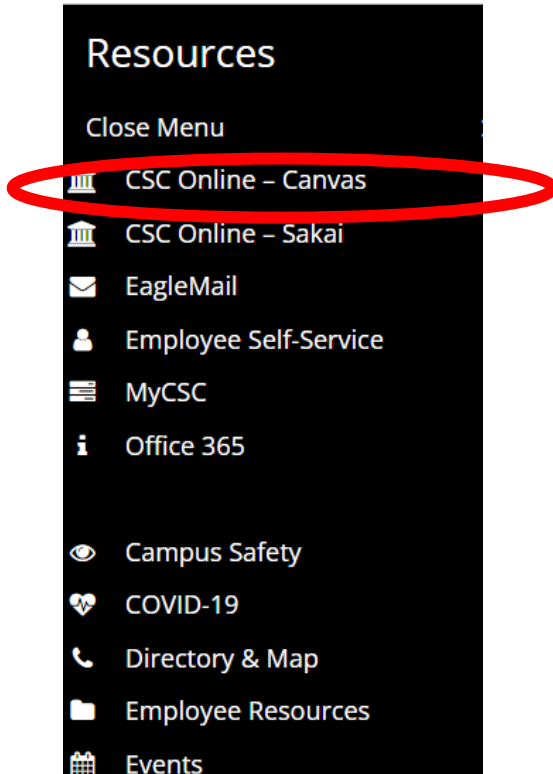 Resources
Close Menu
CSC Online – Canvas
CSC Online – Sakai
EagleMail
Employee Self-Service
MyCSC
Office 365
Campus Safety
COVID-19
Directory & Map
Employee Resources
Events